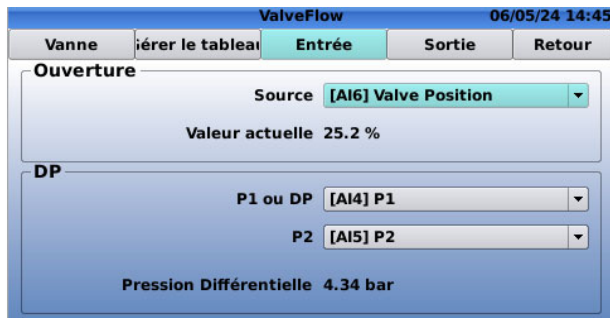 ValveFlow 06/05/24 14:45
Vanne iérer le tableau Entrée Sortie Retour
Ouverture
Source [AI6] Valve Position
Valeur actuelle 25.2 %
DP
P1 ou DP [AI4] P1
P2 [AI5] P2
Pression Différentielle 4.34 bar